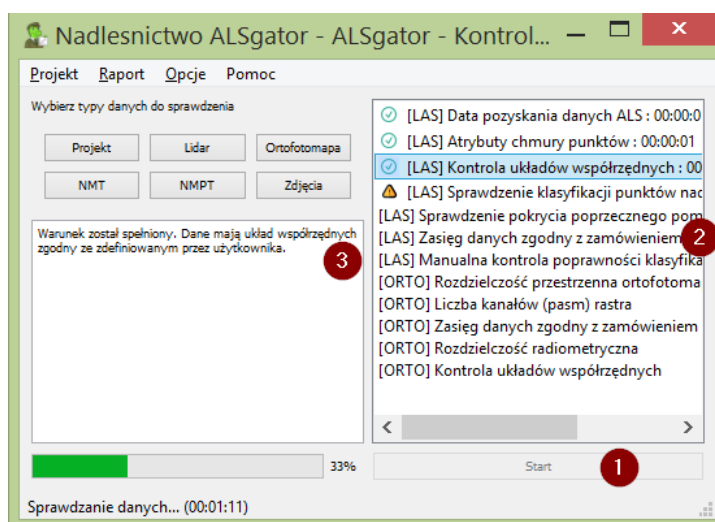 Nadlesnictwo ALSgator - ALSgator - Kontrol...
Projekt Raport Opcje Pomoc
Wybierz typy danych do sprawdzenia
Projekt Lidar Ortofotomapa
NMT NMPT Zdjęcia
Warunek został spełniony. Dane mają układ współrzędnych
zgodny ze zdefiniowanym przez użytkownika.
3
[LAS] Data pozyskania danych ALS : 00:00:0
[LAS] Atrybuty chmury punktów : 00:00:01
[LAS] Kontrola układów współrzędnych : 00
[LAS] Sprawdzenie klasyfikacji punktów nad
[LAS] Sprawdzenie pokrycia poprzecznego pom
[LAS] Zasięg danych zgodny z zamówieniem
2
[LAS] Manualna kontrola poprawności klasyfika
[ORTO] Rozdzielczość przestrzenna ortofotoma
[ORTO] Liczba kanałów (pasm) rastra
[ORTO] Zasięg danych zgodny z zamówieniem
[ORTO] Rozdzielczość radiometryczna
[ORTO] Kontrola układów współrzędnych
33%
Start
1
Sprawdzanie danych... (00:01:11)